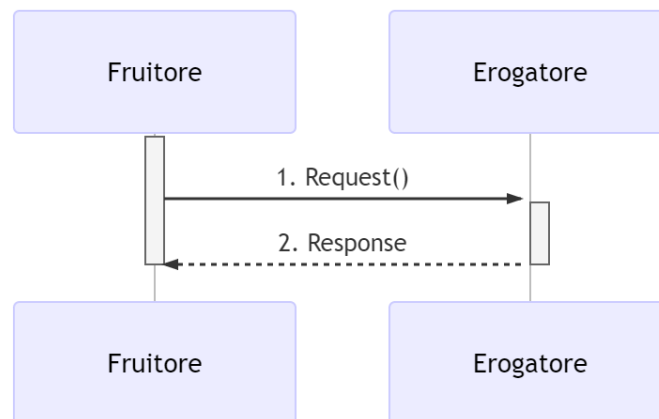 Fruitore
Erogatore
1. Request()
2. Response
Fruitore
Erogatore